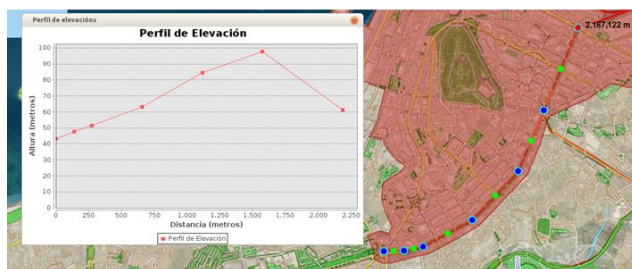 Perfil de elevacións
Perfil de Elevación
100
90
80
70
60
50
40
30
20
10
0
Altura (metros)
0 250 500 750 1.000 1.250 1.500 1.750 2.000 2.250
Distancia (metros)
Perfil de Elevación
2.187,122 m